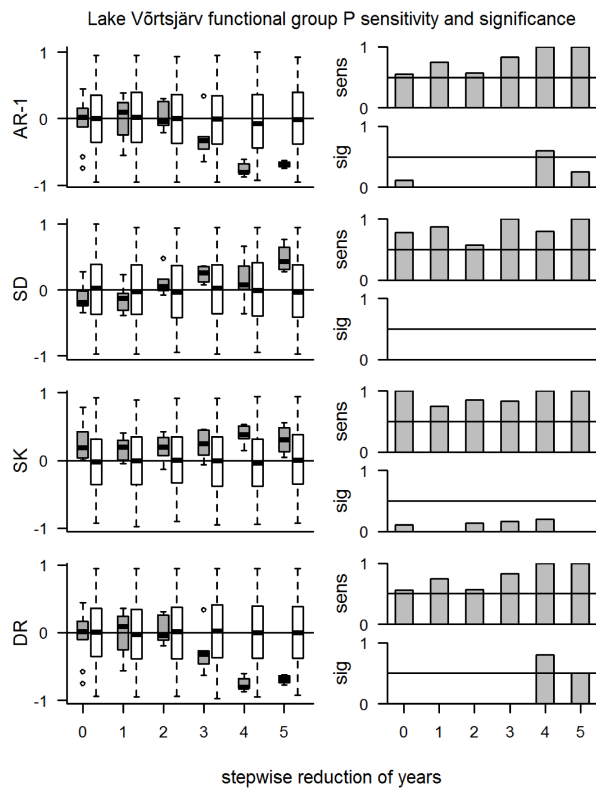 Lake Võrtsjärv functional group P sensitivity and significance
AR-1
1
0
-1
sens
1
0
sig
1
0
SD
1
0
-1
sens
1
0
sig
1
0
SK
1
0
-1
sens
1
0
sig
1
0
DR
1
0
-1
sens
1
0
sig
1
0
0 1 2 3 4 5
0 1 2 3 4 5
stepwise reduction of years